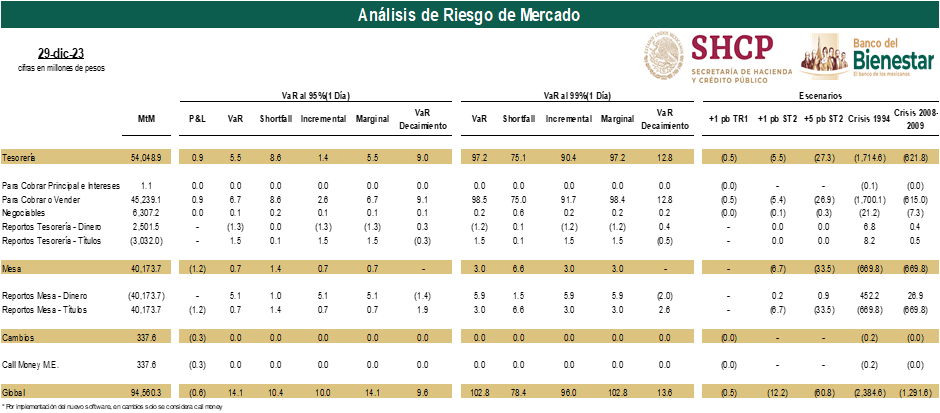 Análisis de Riesgo de Mercado
29-dic-23
cifras en millones de pesos
SHCP
SECRETARÍA DE HACIENDA
Y CRÉDITO PÚBLICO
Banco del
Bienestar
El banco de los mexicanos
VaR al 95%(1 Día) VaR al 99%(1 Día) Escenarios
MtM P&L VaR Shortfall Incremental Marginal VaR Decaimiento VaR Shortfall Incremental Marginal VaR Decaimiento +1 pb TR1 +1 pb ST2 +5 pb ST2 Crisis 1994 Crisis 2008-2009
Tesorería 54,048.9 0.9 5.5 8.6 1.4 5.5 9.0 97.2 75.1 90.4 97.2 12.8 (0.5) (5.5) (27.3) (1,714.6) (621.8)
Para Cobrar Principal e Intereses 1.1 0.0 0.0 0.0 0.0 0.0 0.0 0.0 0.0 0.0 0.0 0.0 (0.0) - - (0.1) (0.0)
Para Cobrar o Vender 45,239.1 0.9 6.7 8.6 2.6 6.7 9.1 98.5 75.0 91.7 98.4 12.8 (0.5) (5.4) (26.9) (1,700.1) (615.0)
Negociables 6,307.2 0.0 0.2 0.1 0.1 0.1 0.1 0.2 0.6 0.2 0.2 0.2 (0.0) (0.1) (0.3) (21.2) (7.3)
Reportos Tesorería - Dinero 2,501.5 - (1.3) 0.0 (1.3) (1.3) 0.3 (1.2) 0.1 (1.2) (1.2) 0.4 - 0.0 0.0 6.8 0.4
Reportos Tesorería - Títulos (3,032.0) - 1.5 0.1 1.5 1.5 (0.3) 1.5 0.1 1.5 1.5 (0.5) - 0.0 0.0 8.2 0.5
Mesa 40,173.7 (1.2) 0.7 1.4 0.7 0.7 - 3.0 6.6 3.0 3.0 - - (6.7) (33.5) (669.8) (669.8)
Reportos Mesa - Dinero (40,173.7) - 5.1 1.0 5.1 5.1 (1.4) 5.9 1.5 5.9 5.9 (2.0) - 0.2 0.9 452.2 26.9
Reportos Mesa - Títulos 40,173.7 (1.2) 0.7 1.4 0.7 0.7 1.9 3.0 6.6 3.0 3.0 2.6 - (6.7) (33.5) (669.8) (669.8)
Cambios 337.6 (0.3) 0.0 0.0 0.0 0.0 0.0 0.0 0.0 0.0 0.0 0.0 (0.0) - - (0.2) (0.0)
Call Money M.E. 337.6 (0.3) 0.0 0.0 0.0 0.0 0.0 0.0 0.0 0.0 0.0 0.0 (0.0) - - (0.2) (0.0)
Global 94,560.3 (0.6) 14.1 10.4 10.0 14.1 9.6 102.8 78.4 96.0 102.8 13.6 (0.5) (12.2) (60.8) (2,384.6) (1,291.6)
* Por implementación del nuevo software, en cambios solo se considera call money